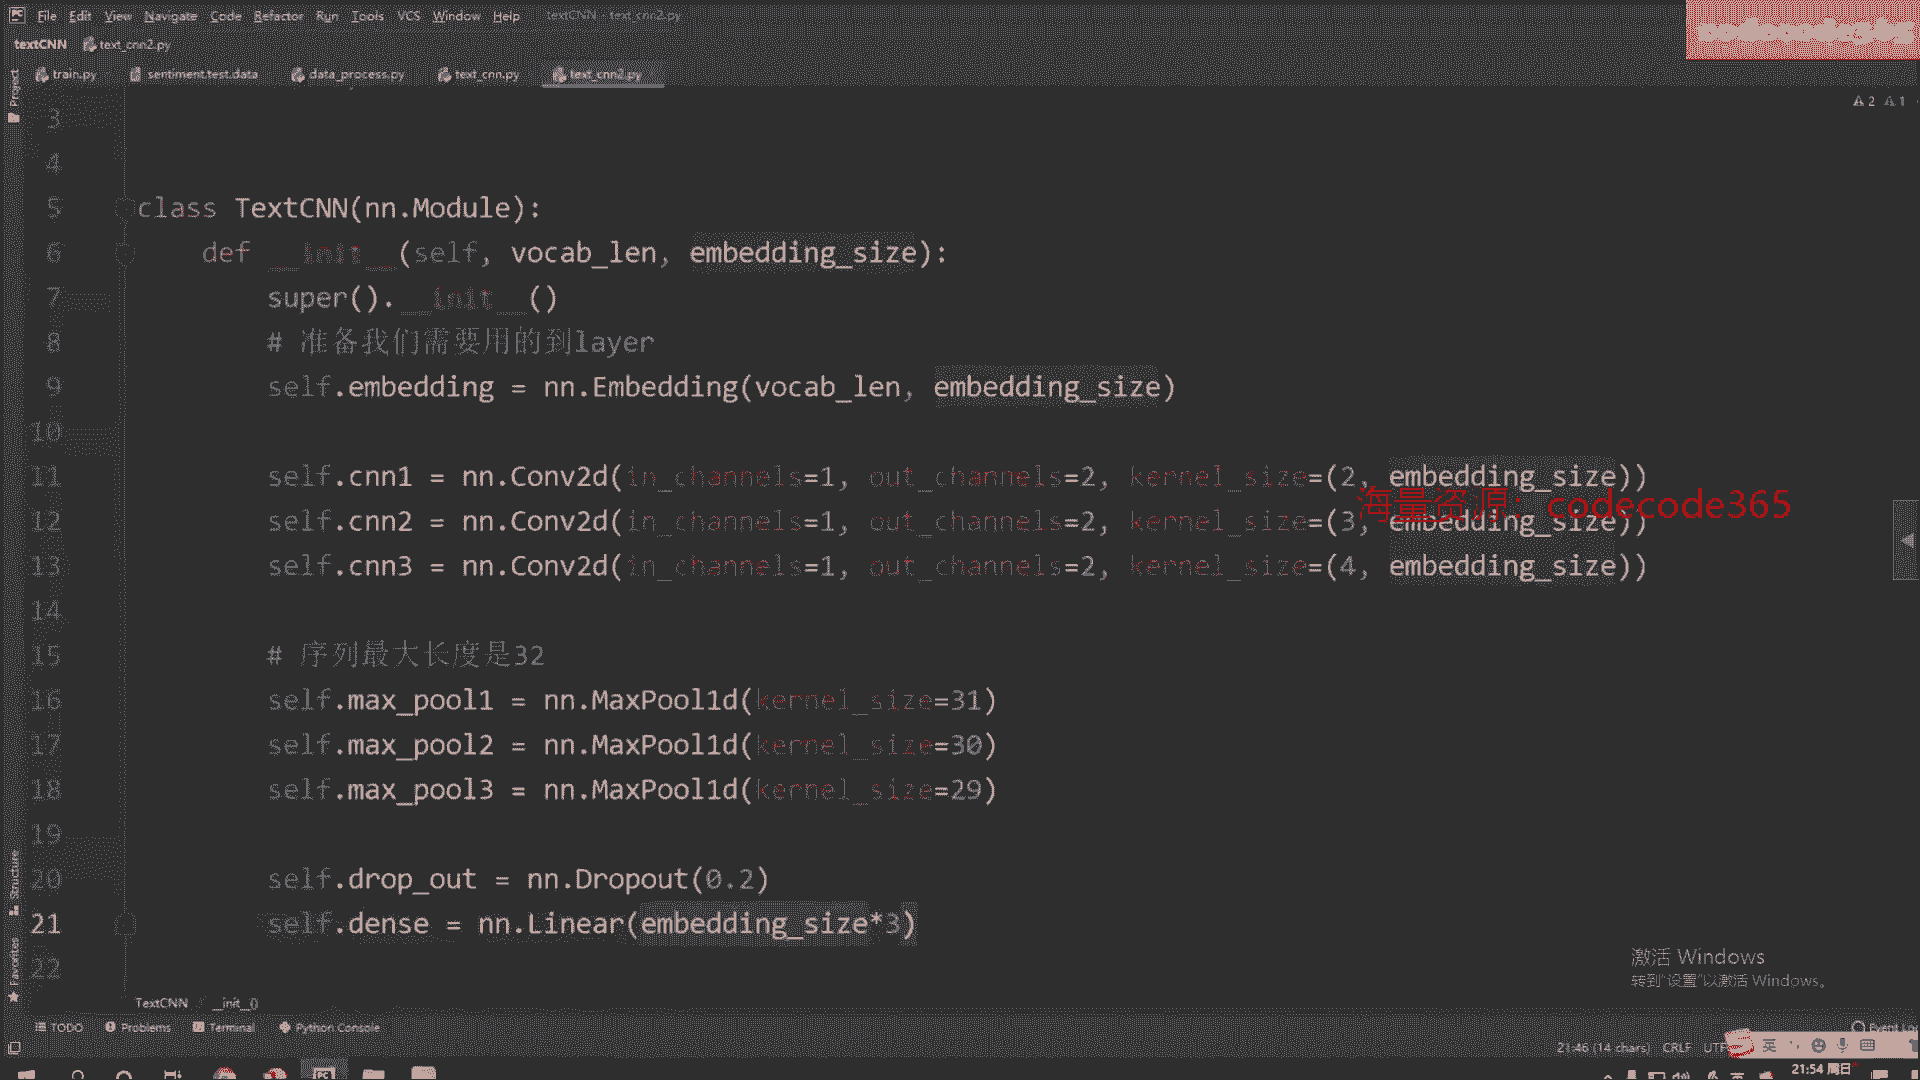 File Edit View Navigate Code Refactor Run Tools VCS Window Help textCNN - text_cnn2.py
textCNN text_cnn2.py
train.py sentiment.test.data data_process.py text_cnn.py text_cnn2.py
Project
2 1
3
4
5 class TextCNN(nn.Module):
6 def __init__(self, vocab_len, embedding_size):
7 super().__init__()
8 # 准备我们需要用的到layer
9 self.embedding = nn.Embedding(vocab_len, embedding_size)
10
11 self.cnn1 = nn.Conv2d(in_channels=1, out_channels=2, kernel_size=(2, embedding_size))
海量资源：codecode365
12 self.cnn2 = nn.Conv2d(in_channels=1, out_channels=2, kernel_size=(3, embedding_size))
13 self.cnn3 = nn.Conv2d(in_channels=1, out_channels=2, kernel_size=(4, embedding_size))
14
15 # 序列最大长度是32
16 self.max_pool1 = nn.MaxPool1d(kernel_size=31)
17 self.max_pool2 = nn.MaxPool1d(kernel_size=30)
18 self.max_pool3 = nn.MaxPool1d(kernel_size=29)
19
20 self.drop_out = nn.Dropout(0.2)
21 self.dense = nn.Linear(embedding_size*3)
22
Structure
Favorites
激活 Windows
转到"设置"以激活 Windows。
TextCNN __init__()
TODO Problems Terminal Python Console Event Log
21:46 (14 chars) CRLF UTF 英
21:54 周日